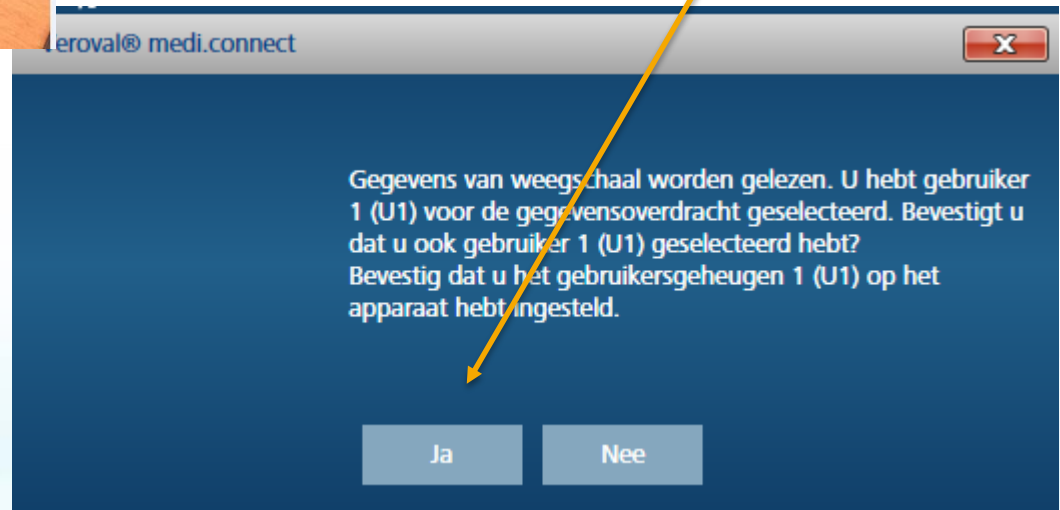 eroval® medi.connect
Gegevens van weegschaal worden gelezen. U hebt gebruiker
1 (U1) voor de gegevensoverdracht geselecteerd. Bevestigt u
dat u ook gebruiker 1 (U1) geselecteerd hebt?
Bevestig dat u het gebruikersgeheugen 1 (U1) op het
apparaat hebt ingesteld.
Ja
Nee